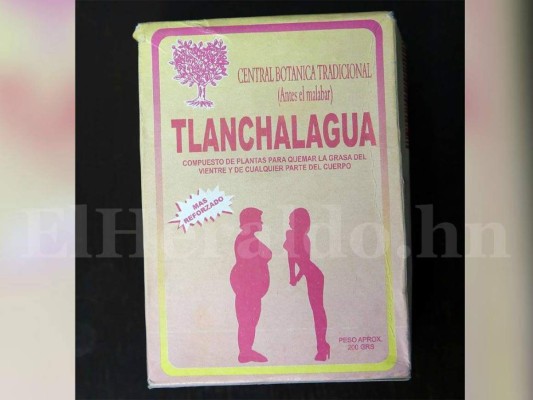 CENTRAL BOTANICA TRADICIONAL
(Antes el malabar)
TLANCHALAGUA
COMPUESTO DE PLANTAS PARA QUEMAR LA GRASA DEL
VIENTRE Y DE CUALQUIER PARTE DEL CUERPO
MAS
REFORZADO
ElHeraldo.hn
PESO APROX.
200 GRS